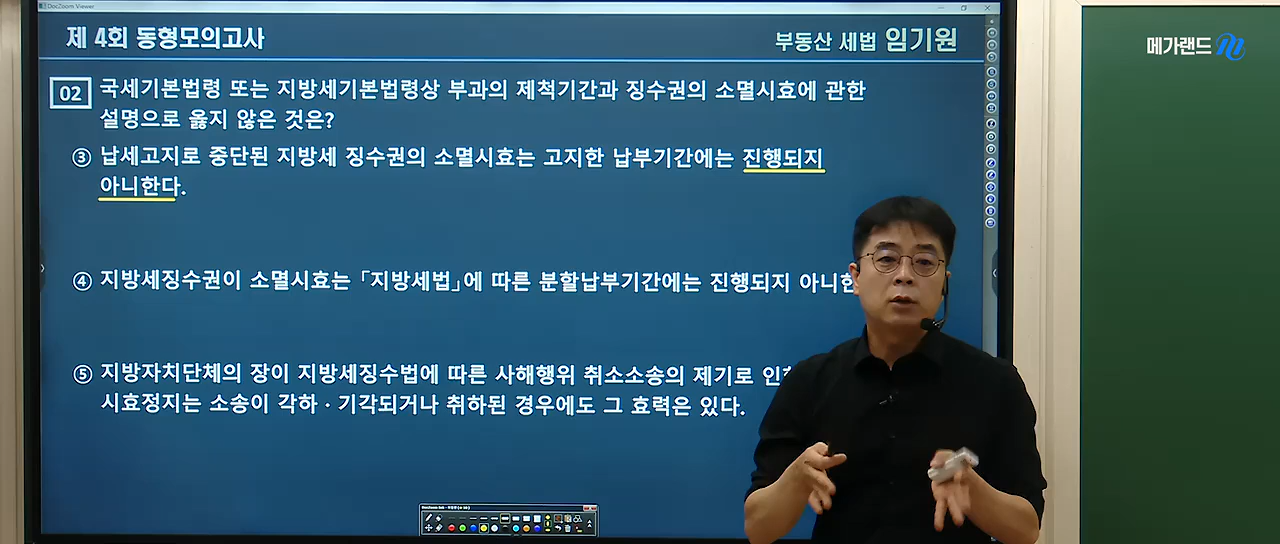 DocZoom Viewer
제 4회 동형모의고사
부동산 세법 임기원
메가랜드
02 국세기본법령 또는 지방세기본법령상 부과의 제척기간과 징수권의 소멸시효에 관한
설명으로 옳지 않은 것은?
③ 납세고지로 중단된 지방세 징수권의 소멸시효는 고지한 납부기간에는 진행되지
아니한다.
④ 지방세징수권이 소멸시효는 「지방세법」에 따른 분할납부기간에는 진행되지 아니한
⑤ 지방자치단체의 장이 지방세징수법에 따른 사해행위 취소소송의 제기로 인한
시효정지는 소송이 각하 · 기각되거나 취하된 경우에도 그 효력은 있다.